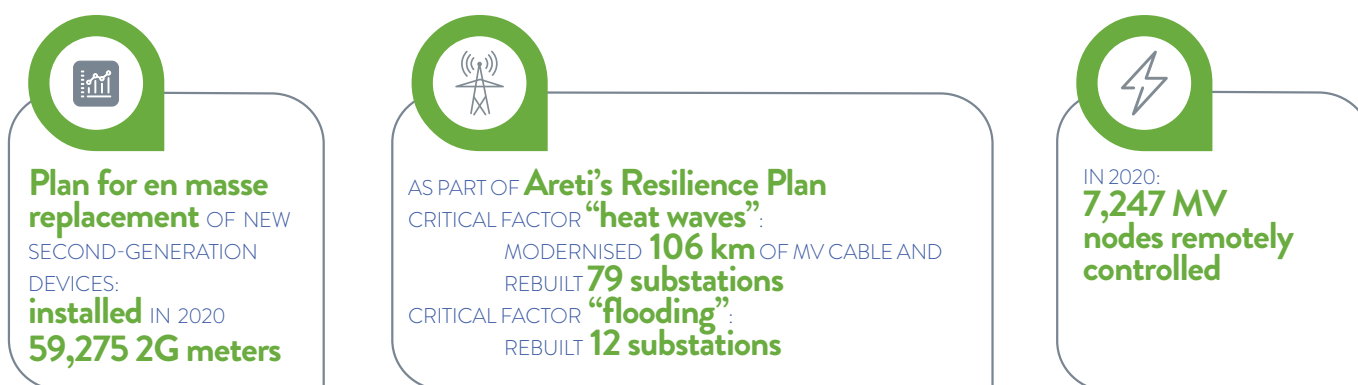 Plan for en masse
replacement OF NEW
SECOND-GENERATION
DEVICES:
installed IN 2020
59,275 2G meters
AS PART OF Areti's Resilience Plan
CRITICAL FACTOR “heat waves”:
MODERNISED 106 km OF MV CABLE AND
REBUILT 79 substations
CRITICAL FACTOR “flooding”:
REBUILT 12 substations
IN 2020:
7,247 MV
nodes remotely
controlled